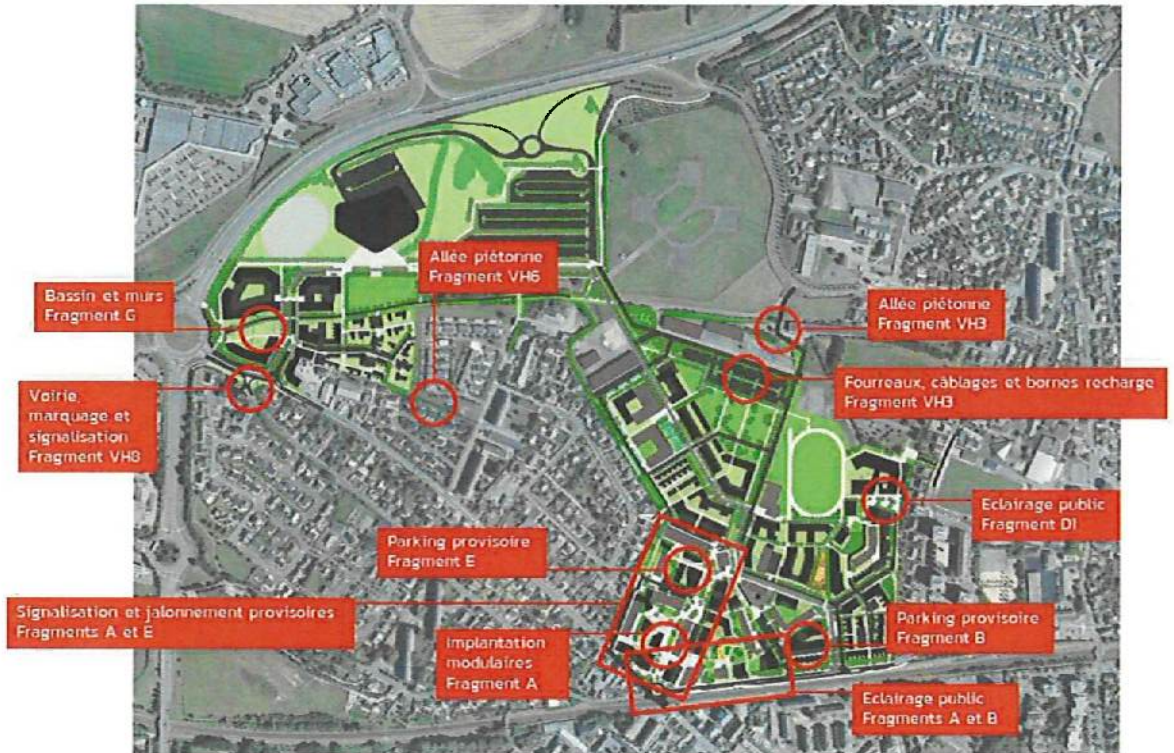 Allée piétonne
Fragment VH6
Bassin et murs
Fragment G
Allée piétonne
Fragment VH3
Voirie,
marquage et
signalisation
Fragment VH8
Fourreaux, câblages et bornes recharge
Fragment VH3
Eclairage public
Fragment D1
Parking provisoire
Fragment E
Signalisation et jalonnement provisoires
Fragments A et E
Implantation
modulaires
Fragment A
Parking provisoire
Fragment B
Eclairage public
Fragments A et B